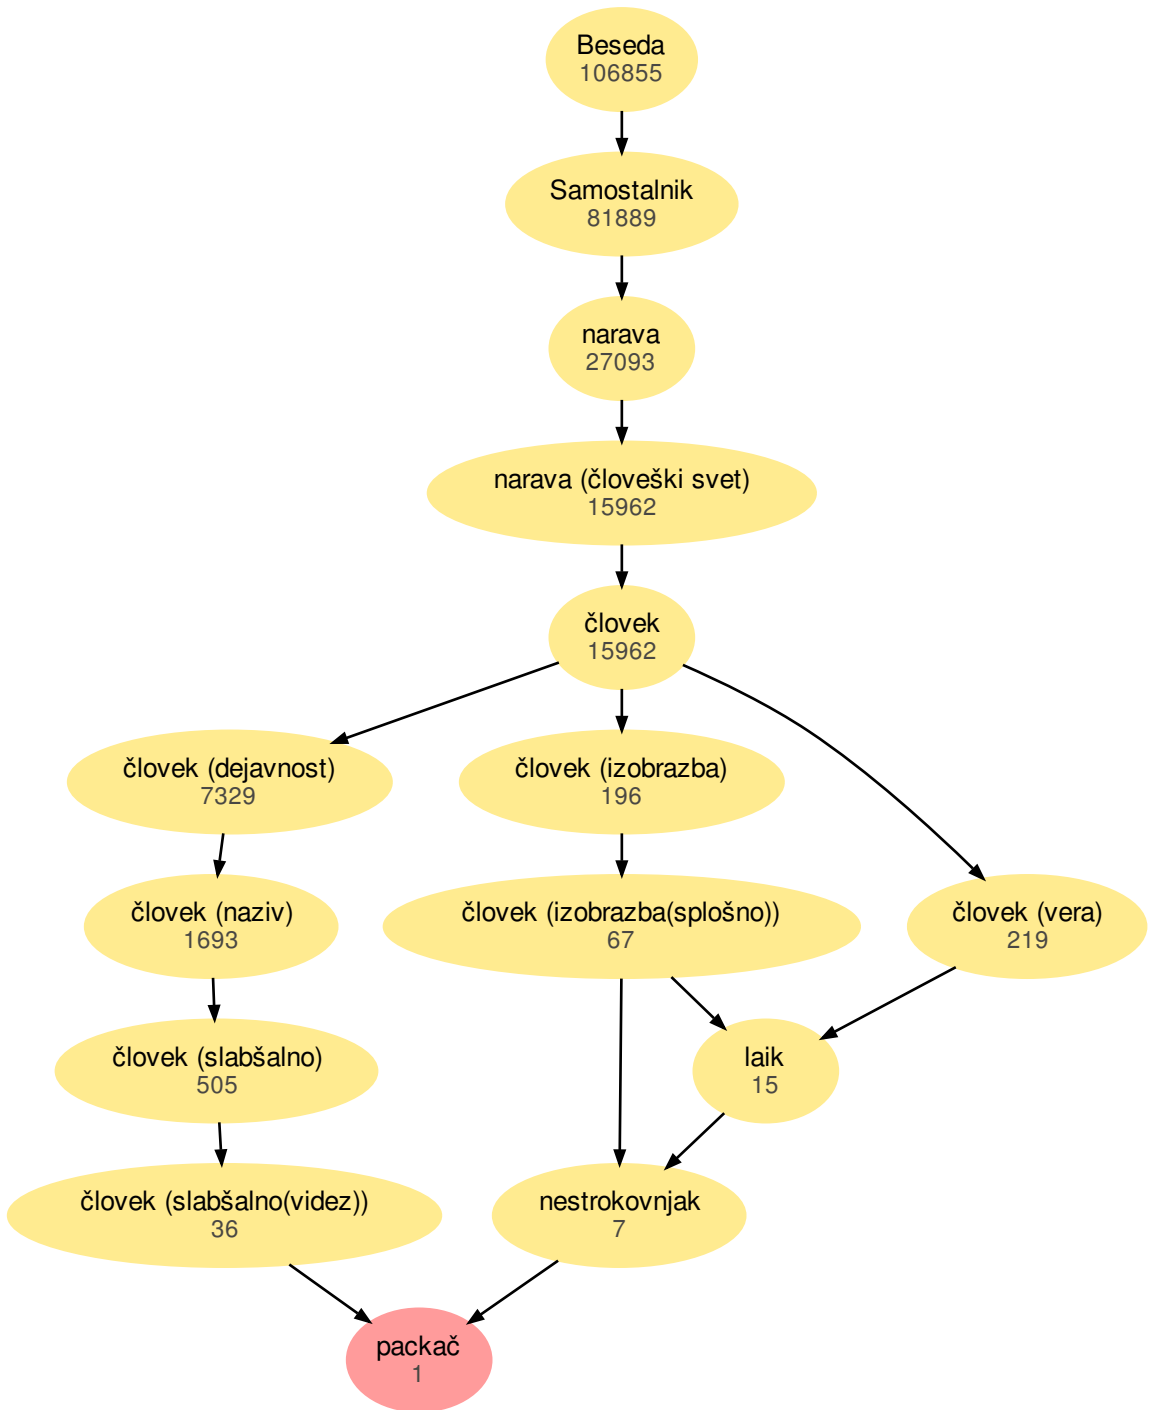 Beseda
106855
Samostalnik
81889
narava
27093
narava (človeški svet)
15962
človek
15962
človek (dejavnost)
7329
človek (izobrazba)
196
človek (naziv)
1693
človek (izobrazba(splošno))
67
človek (vera)
219
človek (slabšalno)
505
laik
15
človek (slabšalno(videz))
36
nestrokovnjak
7
packač
1